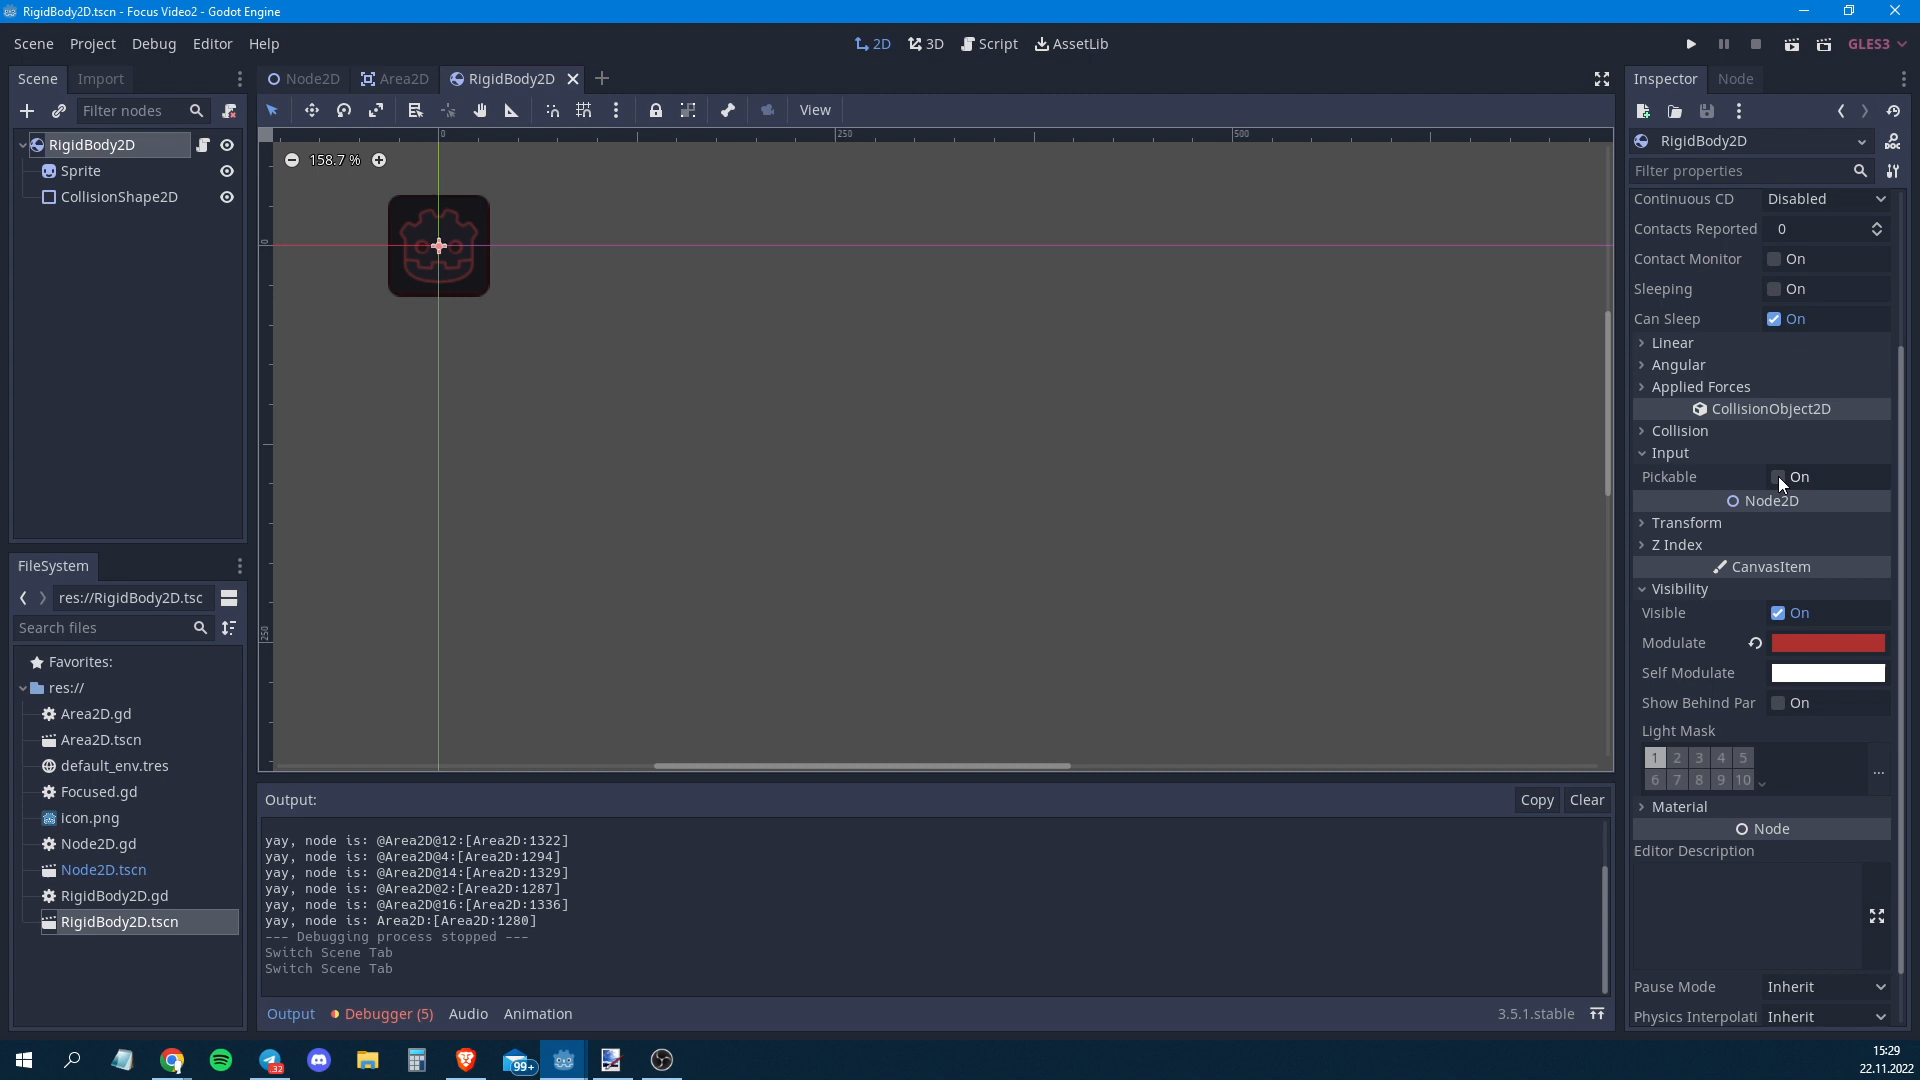 RigidBody2D.tscn - Focus Video2 - Godot Engine
Scene Project Debug Editor Help
2D 3D Script AssetLib
GLES3
Scene Import
Node2D Area2D RigidBody2D
Inspector Node
Filter nodes
View
RigidBody2D
Sprite
CollisionShape2D
0 250 500
158.7 %
0
250
FileSystem
res://RigidBody2D.tsc
Search files
Favorites:
res://
Area2D.gd
Area2D.tscn
default_env.tres
Focused.gd
icon.png
Node2D.gd
Node2D.tscn
RigidBody2D.gd
RigidBody2D.tscn
Output: Copy Clear
yay, node is: @Area2D@12:[Area2D:1322]
yay, node is: @Area2D@4:[Area2D:1294]
yay, node is: @Area2D@14:[Area2D:1329]
yay, node is: @Area2D@2:[Area2D:1287]
yay, node is: @Area2D@16:[Area2D:1336]
yay, node is: Area2D:[Area2D:1280]
--- Debugging process stopped ---
Switch Scene Tab
Switch Scene Tab
Output Debugger (5) Audio Animation 3.5.1.stable
RigidBody2D
Filter properties
Continuous CD Disabled
Contacts Reported 0
Contact Monitor On
Sleeping On
Can Sleep On
Linear
Angular
Applied Forces
CollisionObject2D
Collision
Input
Pickable On
Node2D
Transform
Z Index
CanvasItem
Visibility
Visible On
Modulate
Self Modulate
Show Behind Par On
Light Mask
1 2 3 4 5
6 7 8 9 10
...
Material
Node
Editor Description
Pause Mode Inherit
Physics Interpolati Inherit
32
99+
15:29
22.11.2022